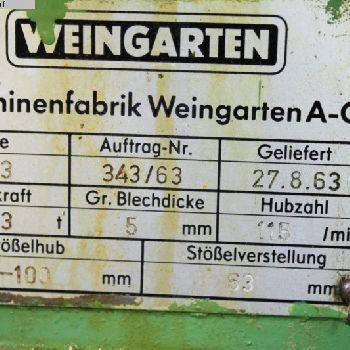 WEINGARTEN
hinenfabrik Weingarten A-G
e Auftrag-Nr. Geliefert
3 343/63 27.8.63
kraft Gr. Blechdicke Hubzahl
3 t 5 mm 115 /mi
ößelhub Stößelverstellung
-100 mm 63 mm